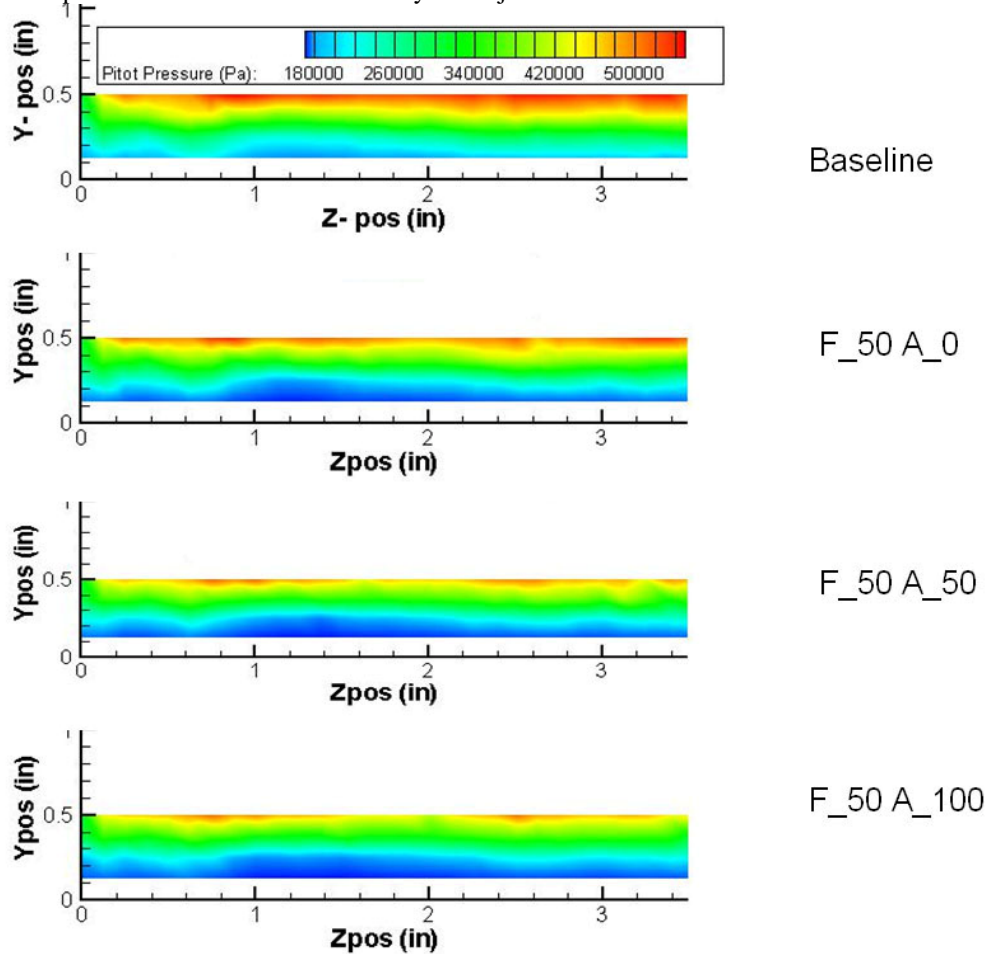 1
Y- pos (in)
Pitot Pressure (Pa): 180000 260000 340000 420000 500000
0.5
0
0 1 2 3
Z- pos (in)
Baseline
Ypos (in)
0.5
0
0 1 2 3
Zpos (in)
F_50 A_0
Ypos (in)
0.5
0
0 1 2 3
Zpos (in)
F_50 A_50
Ypos (in)
0.5
0
0 1 2 3
Zpos (in)
F_50 A_100